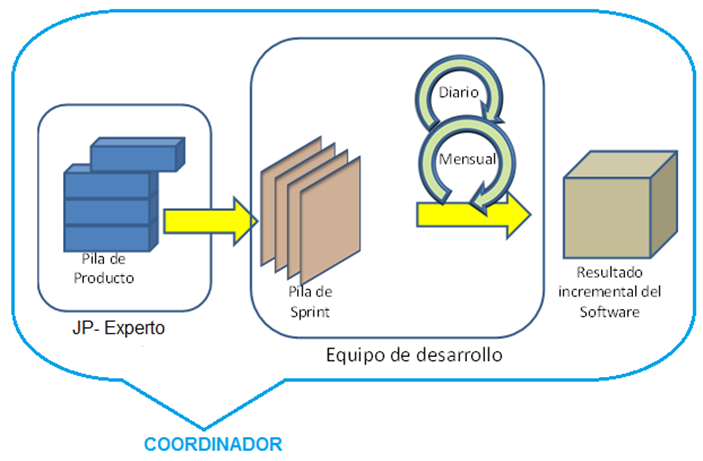 Diario
Mensual
Pila de
Producto
Pila de
Sprint
Resultado
incremental del
Software
JP- Experto
Equipo de desarrollo
COORDINADOR